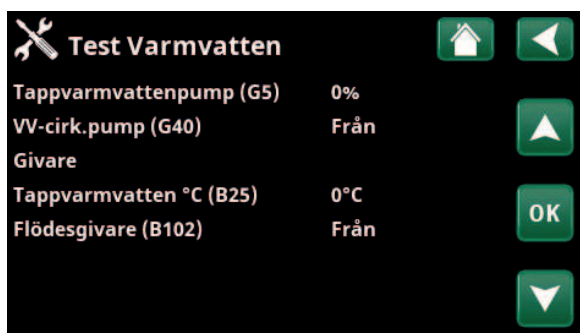 Test Varmvatten
Tappvarmvattenpump (G5) 0%
VV-cirk.pump (G40) Från
Givare
Tappvarmvatten °C (B25) 0°C
Flödesgivare (B102) Från
OK